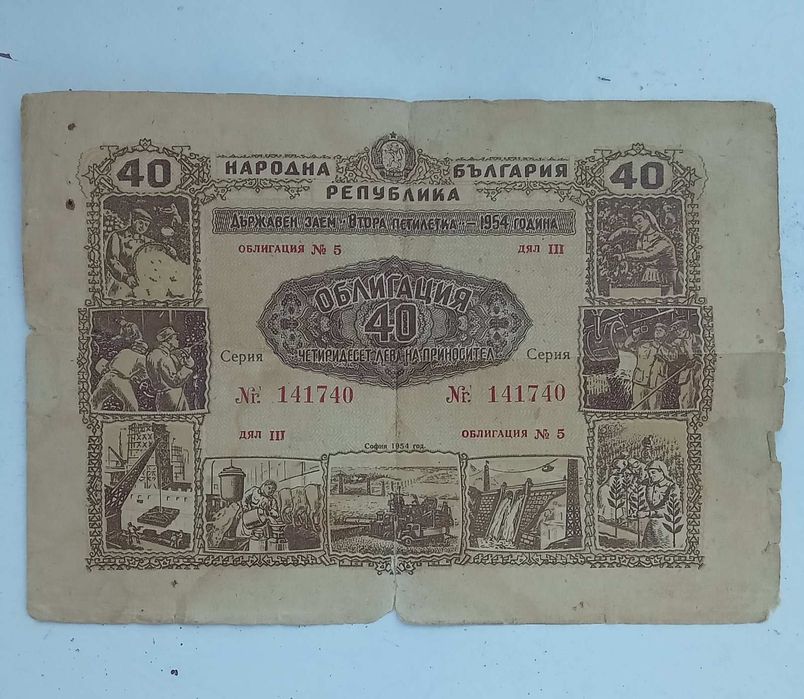 40 НАРОДНА БЪЛГАРИЯ 40
РЕПУБЛИКА
ДЪРЖАВЕН ЗАЕМ „ВТОРА ПЕТИЛЕТКА“ — 1954 ГОДИНА
ОБЛИГАЦИЯ № 5 ДЯЛ III
ОБЛИГАЦИЯ
40
Серия ЧЕТИРИДЕСЕТ ЛЕВА НА ПРИНОСИТЕЛ Серия
№: 141740 №: 141740
ДЯЛ III ОБЛИГАЦИЯ № 5
София 1954 год.